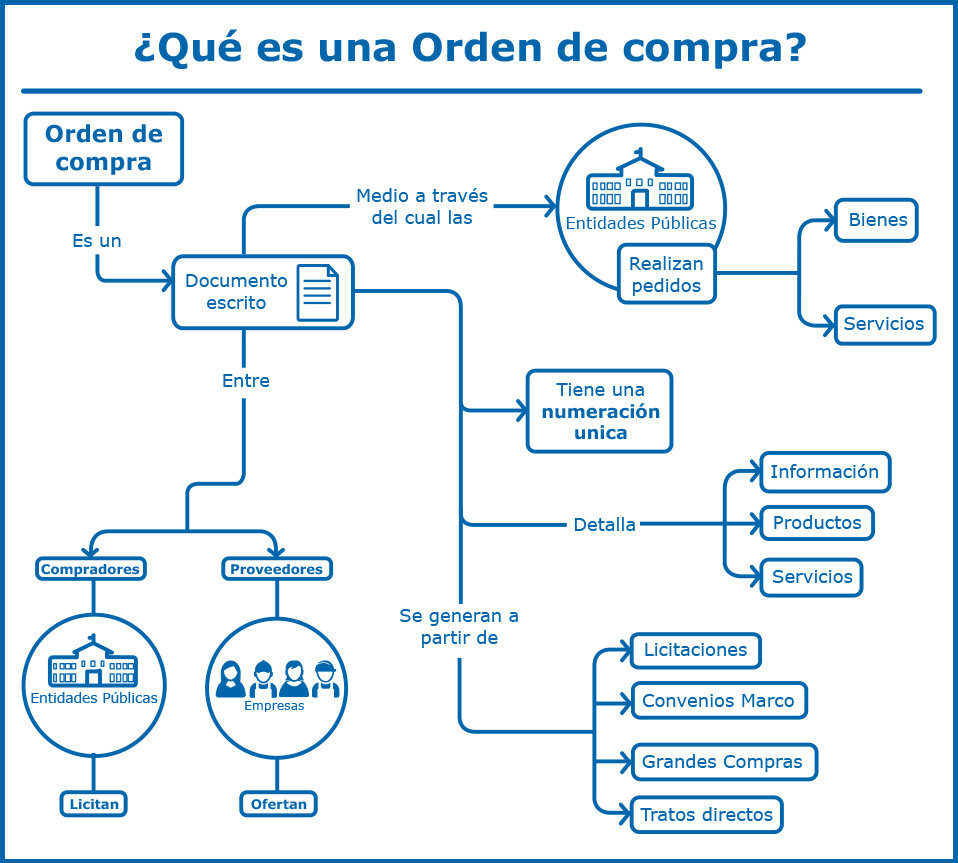 ¿Qué es una Orden de compra?
Orden de
compra
Es un
Documento
escrito
Medio a través
del cual las
Entidades Públicas
Realizan
pedidos
Bienes
Servicios
Entre
Compradores
Entidades Públicas
Licitan
Proveedores
Empresas
Ofertan
Tiene una
numeración
unica
Detalla
Información
Productos
Servicios
Se generan a
partir de
Licitaciones
Convenios Marco
Grandes Compras
Tratos directos